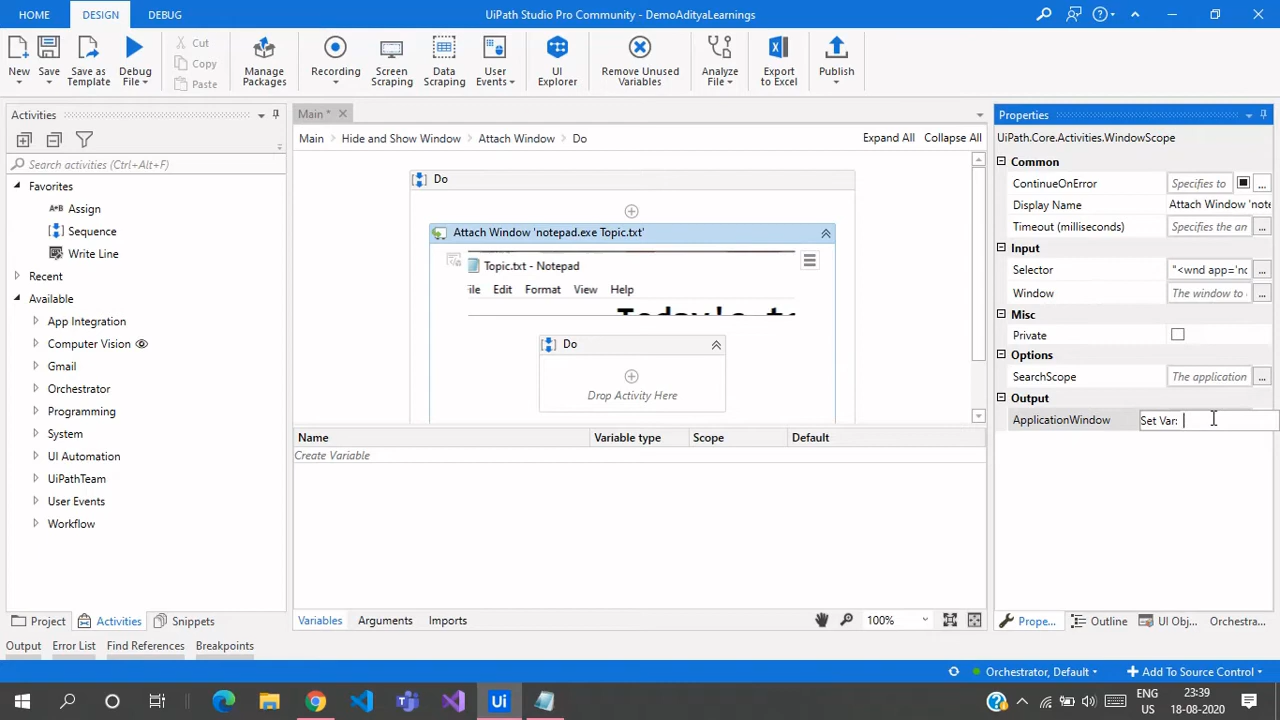 HOME DESIGN DEBUG UiPath Studio Pro Community - DemoAdityaLearnings
New Save Save as Template Debug File Cut Copy Paste Manage Packages Recording Screen Scraping Data Scraping User Events UI Explorer Remove Unused Variables Analyze File Export to Excel Publish
Activities
Search activities (Ctrl+Alt+F)
Favorites
A+B Assign
Sequence
Write Line
Recent
Available
App Integration
Computer Vision
Gmail
Orchestrator
Programming
System
UI Automation
UiPathTeam
User Events
Workflow
Project Activities Snippets
Main *
Main > Hide and Show Window > Attach Window > Do Expand All Collapse All
Do
Attach Window 'notepad.exe Topic.txt'
Topic.txt - Notepad
ile Edit Format View Help
Today's tr
Do
Drop Activity Here
Name Variable type Scope Default
Create Variable
Variables Arguments Imports 100%
Properties
UiPath.Core.Activities.WindowScope
Common
ContinueOnError Specifies to ...
Display Name Attach Window 'note
Timeout (milliseconds) Specifies the an ...
Input
Selector "<wnd app='no ...
Window The window to ...
Misc
Private
Options
SearchScope The application ...
Output
ApplicationWindow Set Var:
Prope... Outline UI Obj... Orchestra...
Output Error List Find References Breakpoints
Orchestrator, Default Add To Source Control
Ui
ENG
US
23:39
18-08-2020